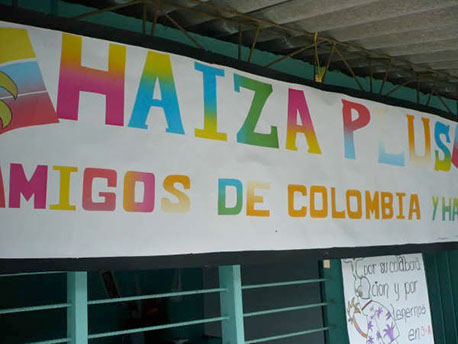 HAIZA PLUS
AMIGOS DE COLOMBIA Y HA
por su colabora
cion y por
tenernos
en